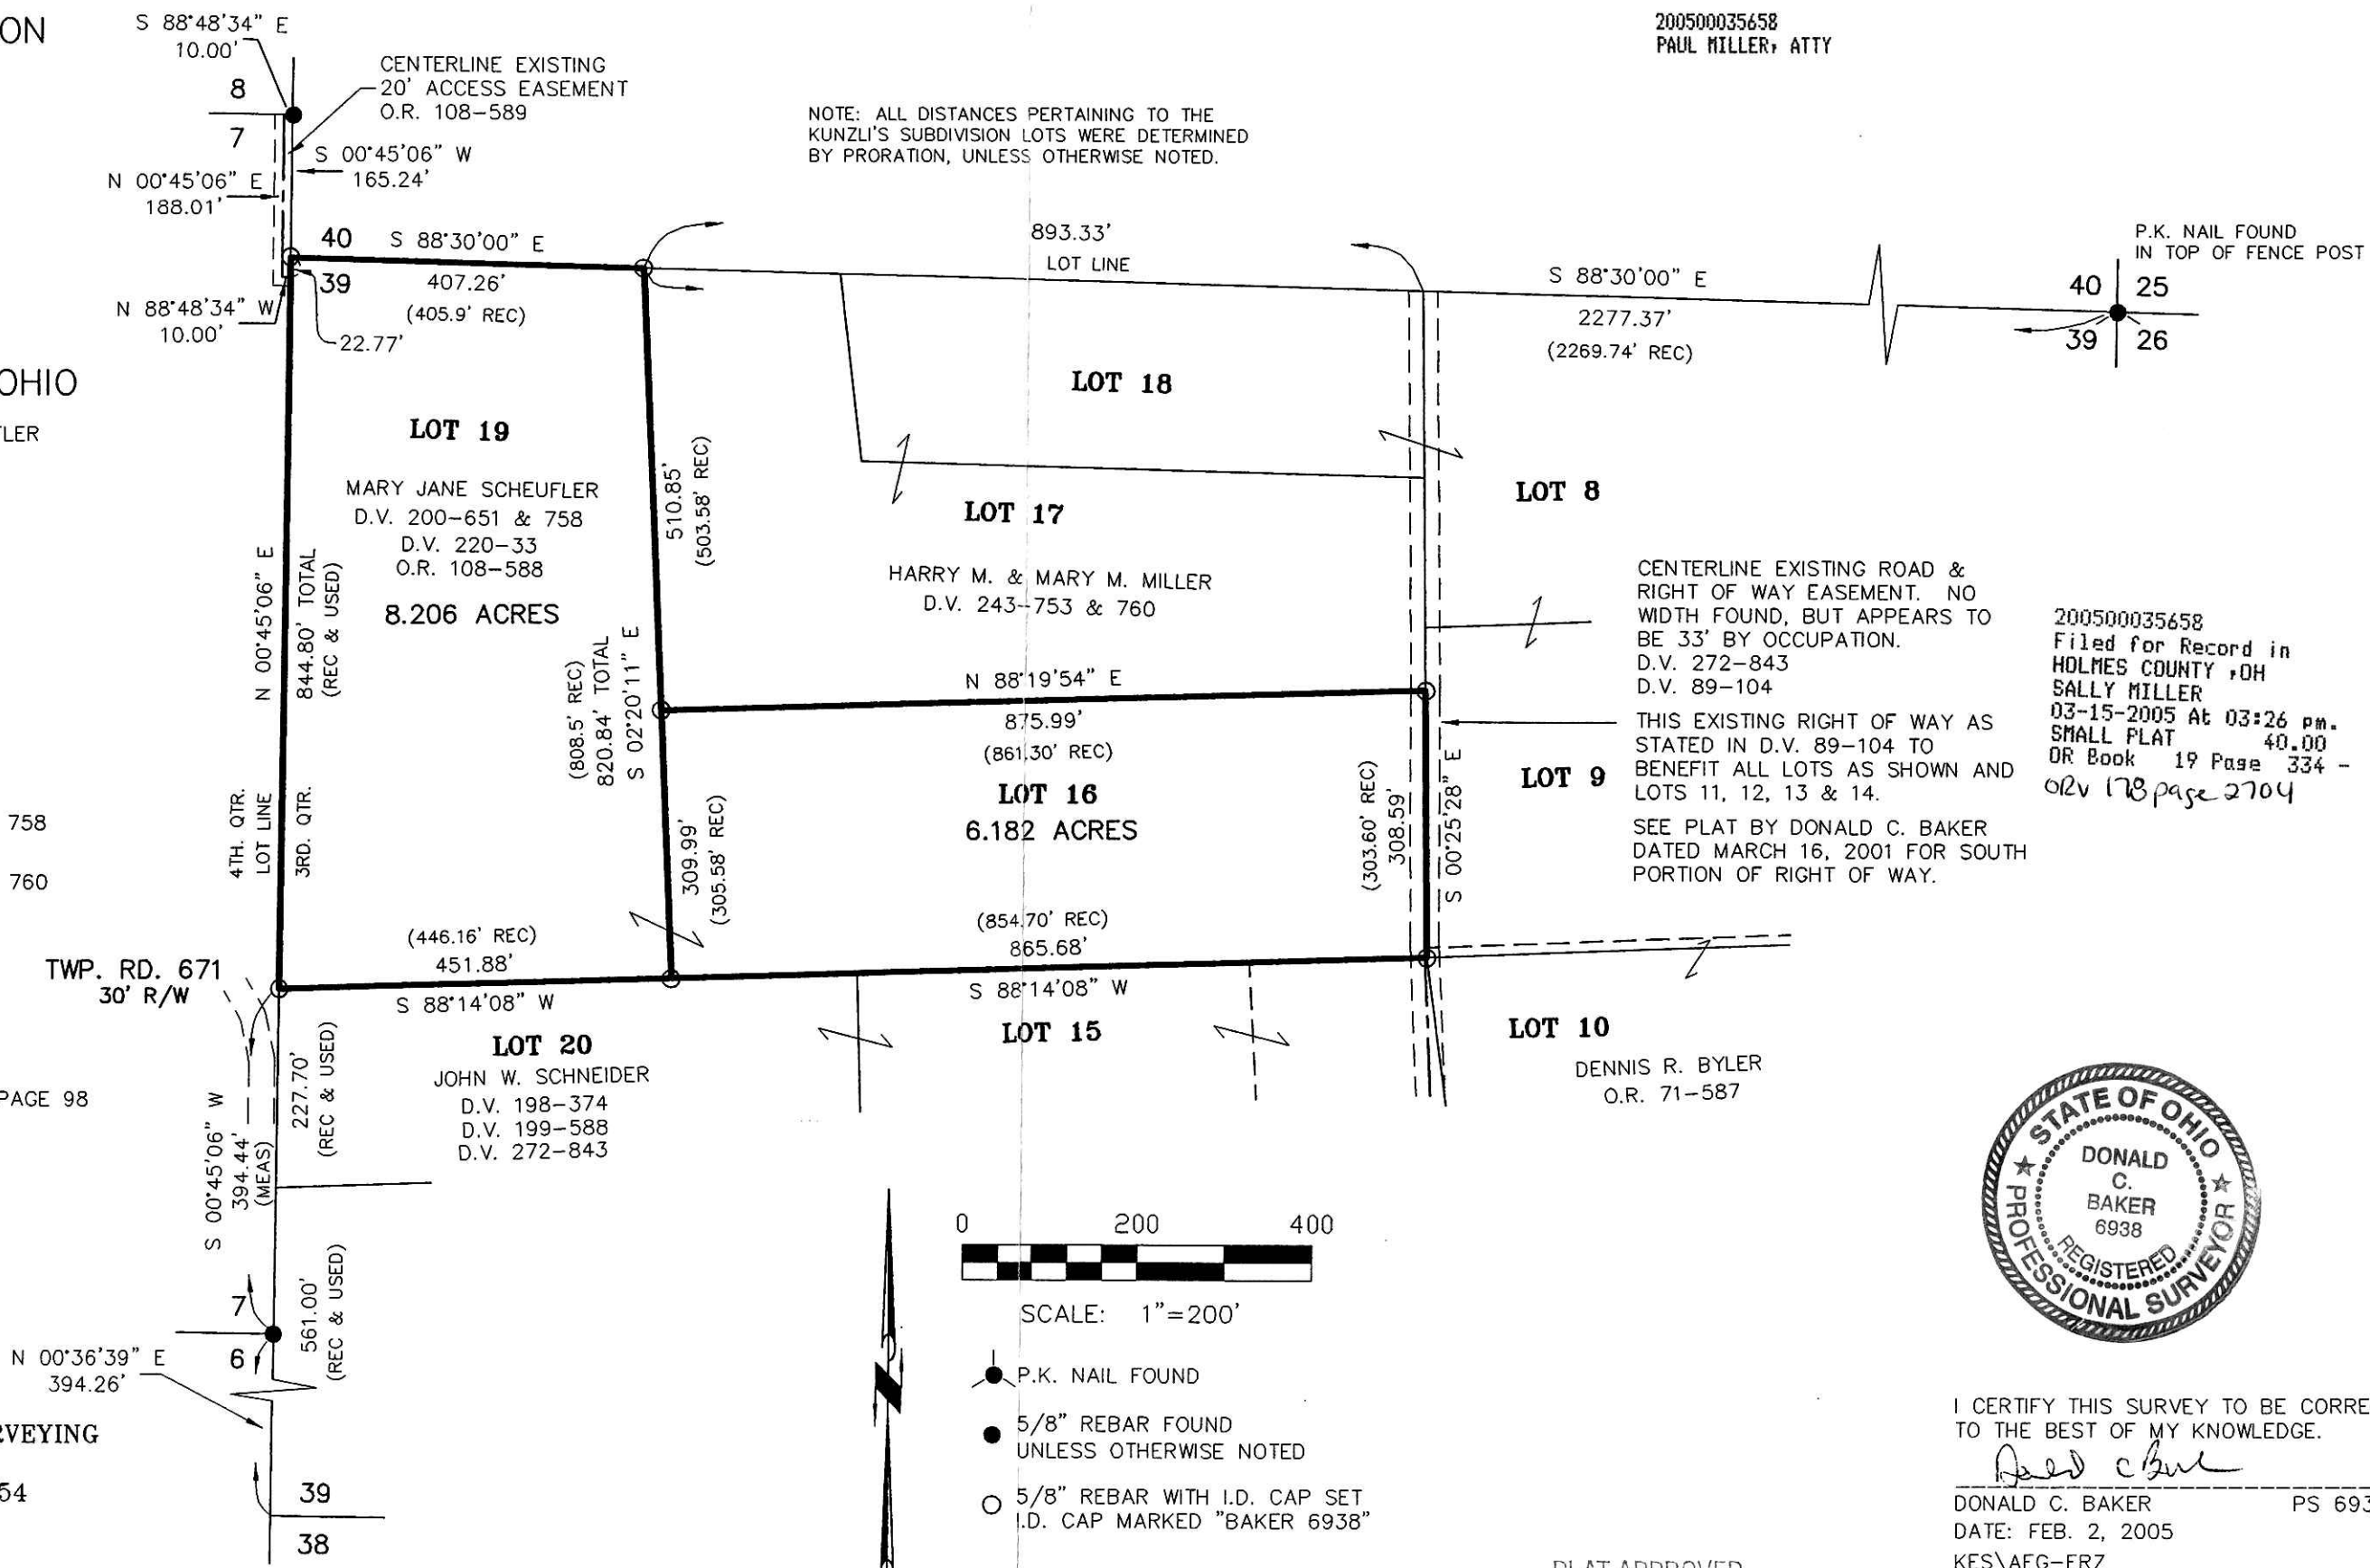 ON
S 88°48'34" E
10.00'
CENTERLINE EXISTING
20' ACCESS EASEMENT
O.R. 108-589
8
7
S 00°45'06" W
165.24'
N 00°45'06" E
188.01'
200500035658
PAUL MILLER, ATTY
NOTE: ALL DISTANCES PERTAINING TO THE
KUNZLI'S SUBDIVISION LOTS WERE DETERMINED
BY PRORATION, UNLESS OTHERWISE NOTED.
40
39
S 88°30'00" E
407.26'
(405.9' REC)
N 88°48'34" W
10.00'
22.77'
893.33'
LOT LINE
S 88°30'00" E
2277.37'
(2269.74' REC)
P.K. NAIL FOUND
IN TOP OF FENCE POST
40 25
39 26
OHIO
LER
LOT 19
MARY JANE SCHEUFLER
D.V. 200-651 & 758
D.V. 220-33
O.R. 108-588
8.206 ACRES
N 00°45'06" E
844.80' TOTAL
(REC & USED)
4TH. QTR.
LOT LINE
3RD. QTR.
510.85'
(503.58' REC)
(808.5' REC)
820.84' TOTAL
S 02°20'11" E
309.99'
(305.58' REC)
LOT 18
LOT 17
HARRY M. & MARY M. MILLER
D.V. 243-753 & 760
N 88°19'54" E
875.99'
(861.30' REC)
LOT 16
6.182 ACRES
(854.70' REC)
865.68'
S 88°14'08" W
(303.60' REC)
308.59'
S 00°25'28" E
LOT 8
LOT 9
CENTERLINE EXISTING ROAD &
RIGHT OF WAY EASEMENT. NO
WIDTH FOUND, BUT APPEARS TO
BE 33' BY OCCUPATION.
D.V. 272-843
D.V. 89-104
THIS EXISTING RIGHT OF WAY AS
STATED IN D.V. 89-104 TO
BENEFIT ALL LOTS AS SHOWN AND
LOTS 11, 12, 13 & 14.
SEE PLAT BY DONALD C. BAKER
DATED MARCH 16, 2001 FOR SOUTH
PORTION OF RIGHT OF WAY.
200500035658
Filed for Record in
HOLMES COUNTY ,OH
SALLY MILLER
03-15-2005 At 03:26 pm.
SMALL PLAT 40.00
OR Book 19 Page 334 -
ORV 178 page 2704
758
760
(446.16' REC)
451.88'
S 88°14'08" W
TWP. RD. 671
30' R/W
LOT 20
JOHN W. SCHNEIDER
D.V. 198-374
D.V. 199-588
D.V. 272-843
LOT 15
LOT 10
DENNIS R. BYLER
O.R. 71-587
PAGE 98
S 00°45'06" W
394.44'
(MEAS)
227.70'
(REC & USED)
561.00'
(REC & USED)
7
6
N 00°36'39" E
394.26'
RVEYING
54
39
38
0 200 400
SCALE: 1"=200'
P.K. NAIL FOUND
5/8" REBAR FOUND
UNLESS OTHERWISE NOTED
5/8" REBAR WITH I.D. CAP SET
I.D. CAP MARKED "BAKER 6938"
STATE OF OHIO
DONALD
C.
BAKER
6938
REGISTERED
PROFESSIONAL SURVEYOR
I CERTIFY THIS SURVEY TO BE CORRE
TO THE BEST OF MY KNOWLEDGE.
Donald C Baker
DONALD C. BAKER PS 693
DATE: FEB. 2, 2005
KES\AEG-ERZ
PLAT APPROVED